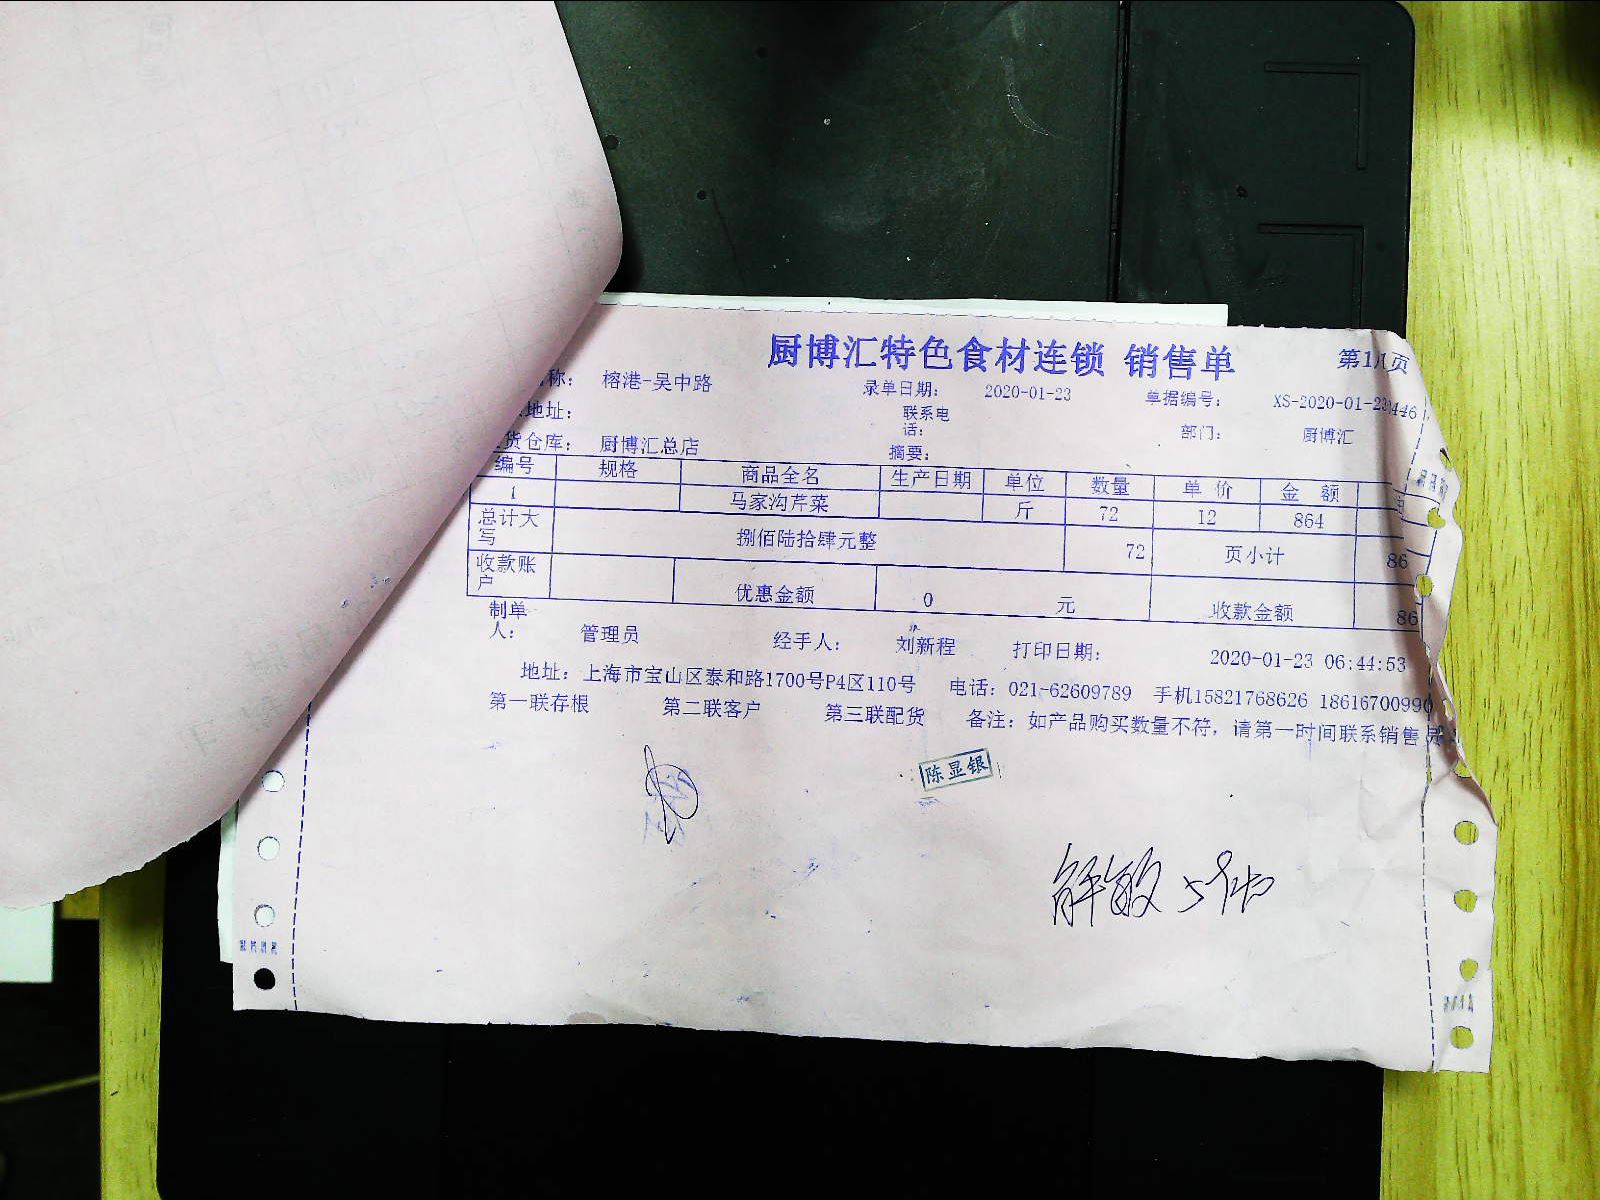 厨博汇特色食材连锁 销售单
第1/1页
称： 榕港-吴中路 录单日期： 2020-01-23 单据编号： XS-2020-01-23
地址： 联系电话： 部门： 厨博汇
货仓库： 厨博汇总店 摘要：
编号 规格 商品全名 生产日期 单位 数量 单价 金额
1 马家沟芹菜 斤 72 12 864
总计大写 捌佰陆拾肆元整 72 页小计 86
收款账户 优惠金额 0 元 收款金额 86
制单人： 管理员 经手人： 刘新程 打印日期： 2020-01-23 06:44:53
地址：上海市宝山区泰和路1700号P4区110号 电话：021-62609789 手机15821768626 18616700990
第一联存根 第二联客户 第三联配货 备注：如产品购买数量不符，请第一时间联系销售员
陈显银